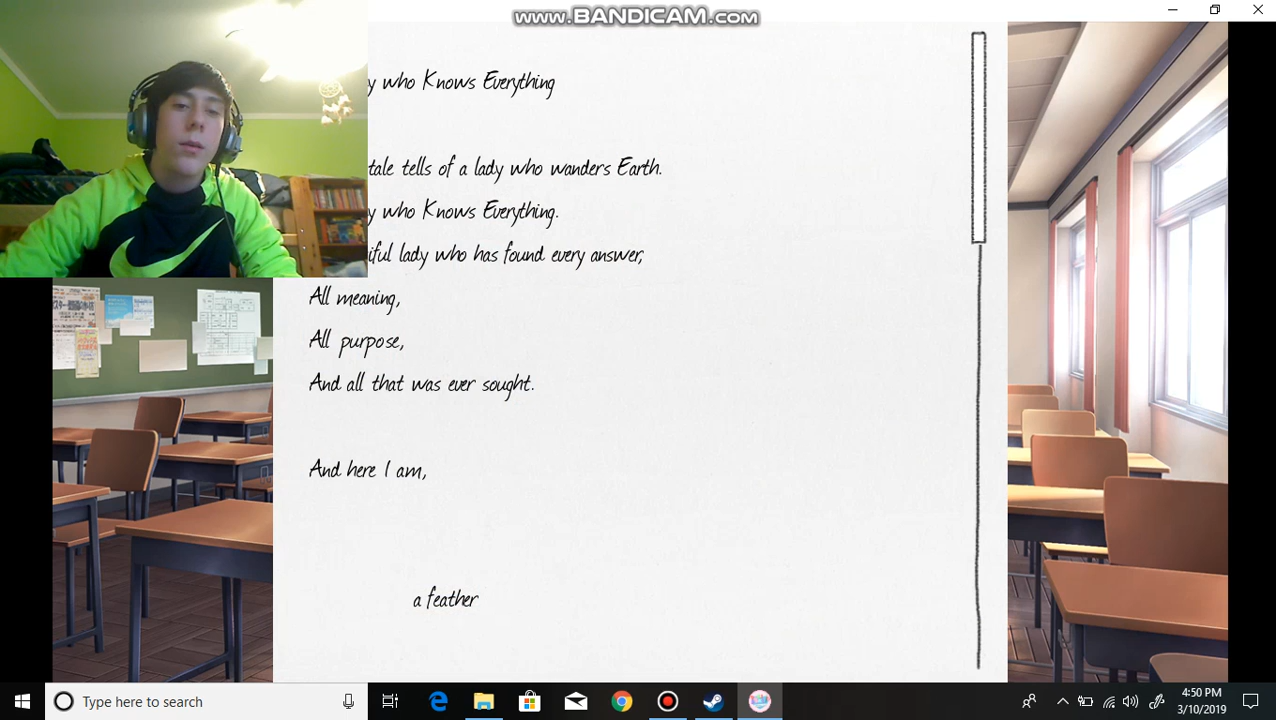 www.BANDICAM.com
y who Knows Everything
tale tells of a lady who wanders Earth.
y who Knows Everything.
iful lady who has found every answer,
All meaning,
All purpose,
And all that was ever sought.
And here I am,
a feather
Type here to search
4:50 PM
3/10/2019